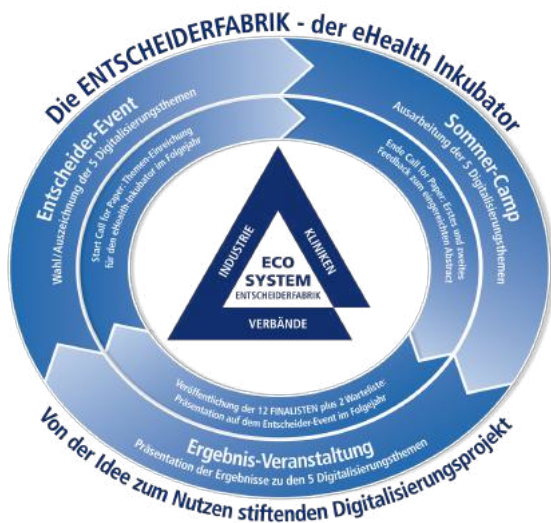 Die ENTSCHEIDERFABRIK - der eHealth Inkubator
Entscheider-Event
Wahl/Auszeichnung der 5 Digitalisierungsthemen
Start Call for Paper: Themen-Einreichung
für den eHealth-Inkubator im Folgejahr
Sommer-Camp
Ausarbeitung der 5 Digitalisierungsthemen
Ende Call for Paper: Erstes und zweites
Feedback zum eingereichten Abstract
INDUSTRIE
KLINIKEN
ECO
SYSTEM
ENTSCHEIDERFABRIK
VERBÄNDE
Veröffentlichung der 12 FINALISTEN plus 2 Warteliste:
Präsentation auf dem Entscheider-Event im Folgejahr
Ergebnis-Veranstaltung
Präsentation der Ergebnisse zu den 5 Digitalisierungsthemen
Von der Idee zum Nutzen stiftenden Digitalisierungsprojekt